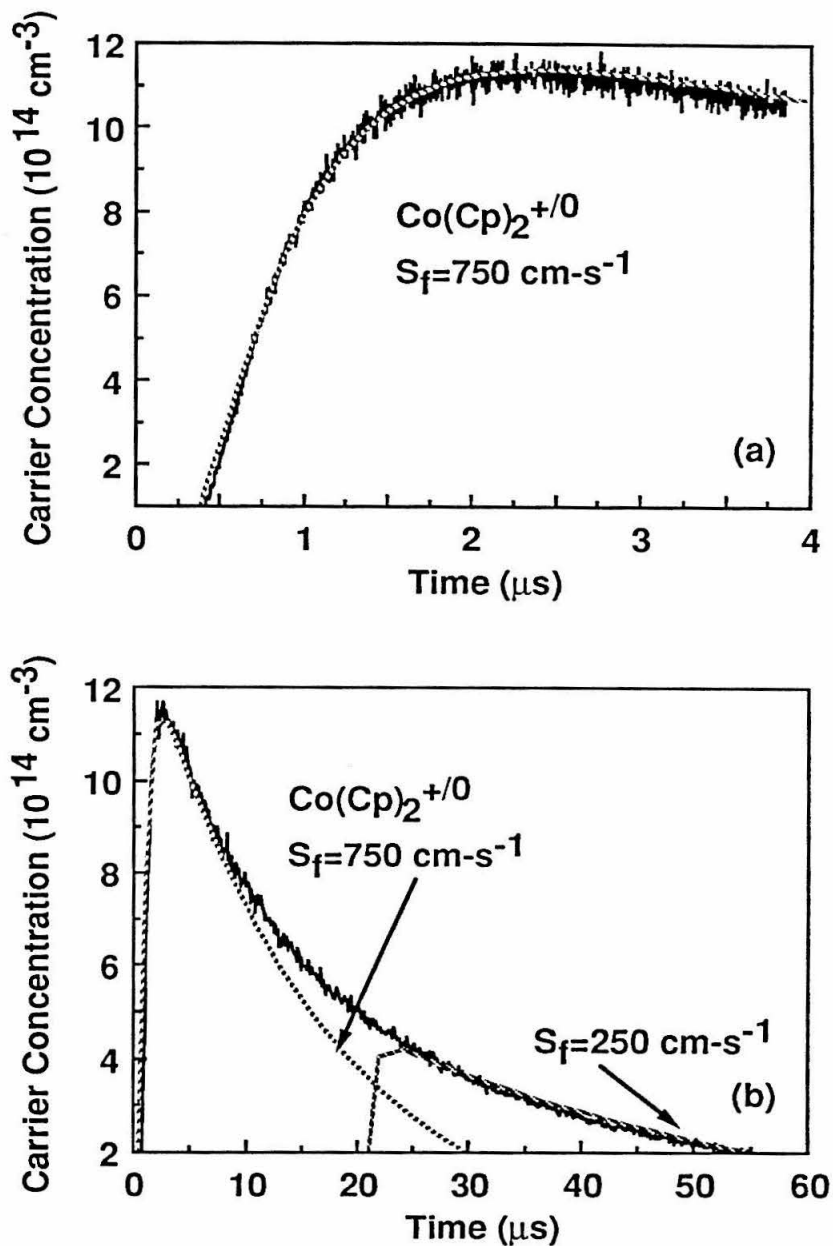 Carrier Concentration (10^14 cm^-3)
12
10
8
6
4
2
Co(Cp)2^+/0
Sf=750 cm-s^-1
(a)
0
1
2
3
4
Time (μs)
Carrier Concentration (10^14 cm^-3)
12
10
8
6
4
2
Co(Cp)2^+/0
Sf=750 cm-s^-1
Sf=250 cm-s^-1
(b)
0
10
20
30
40
50
60
Time (μs)